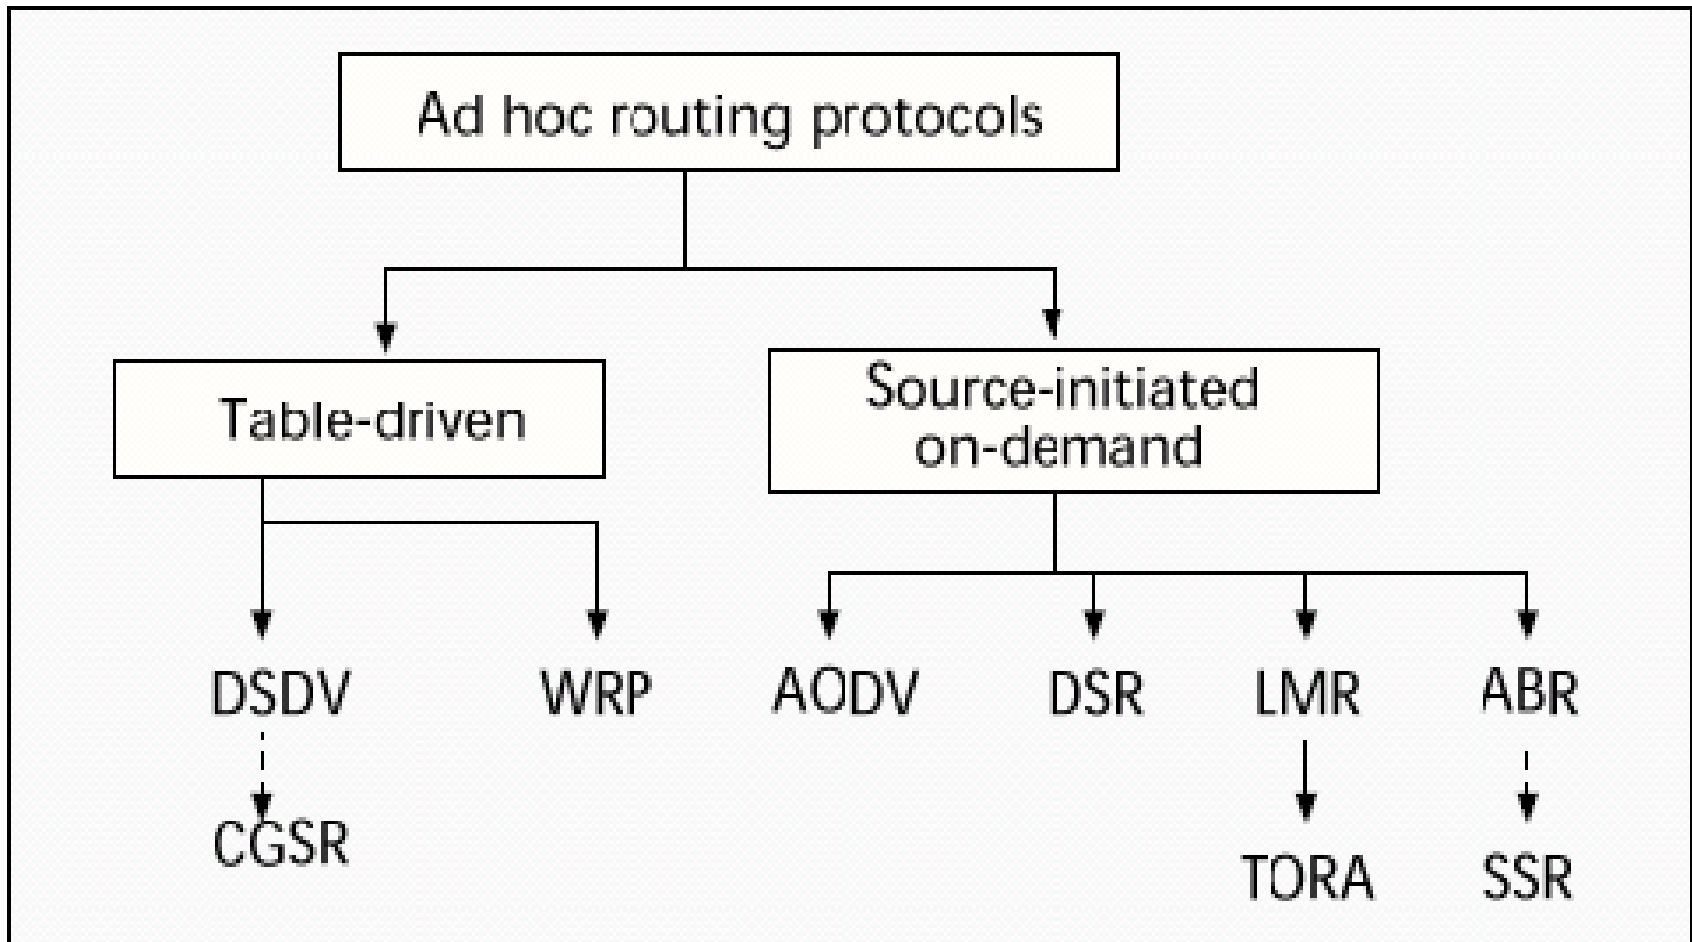 Ad hoc routing protocols
Table-driven
Source-initiated
on-demand
DSDV
WRP
AODV
DSR
LMR
ABR
CGSR
TORA
SSR